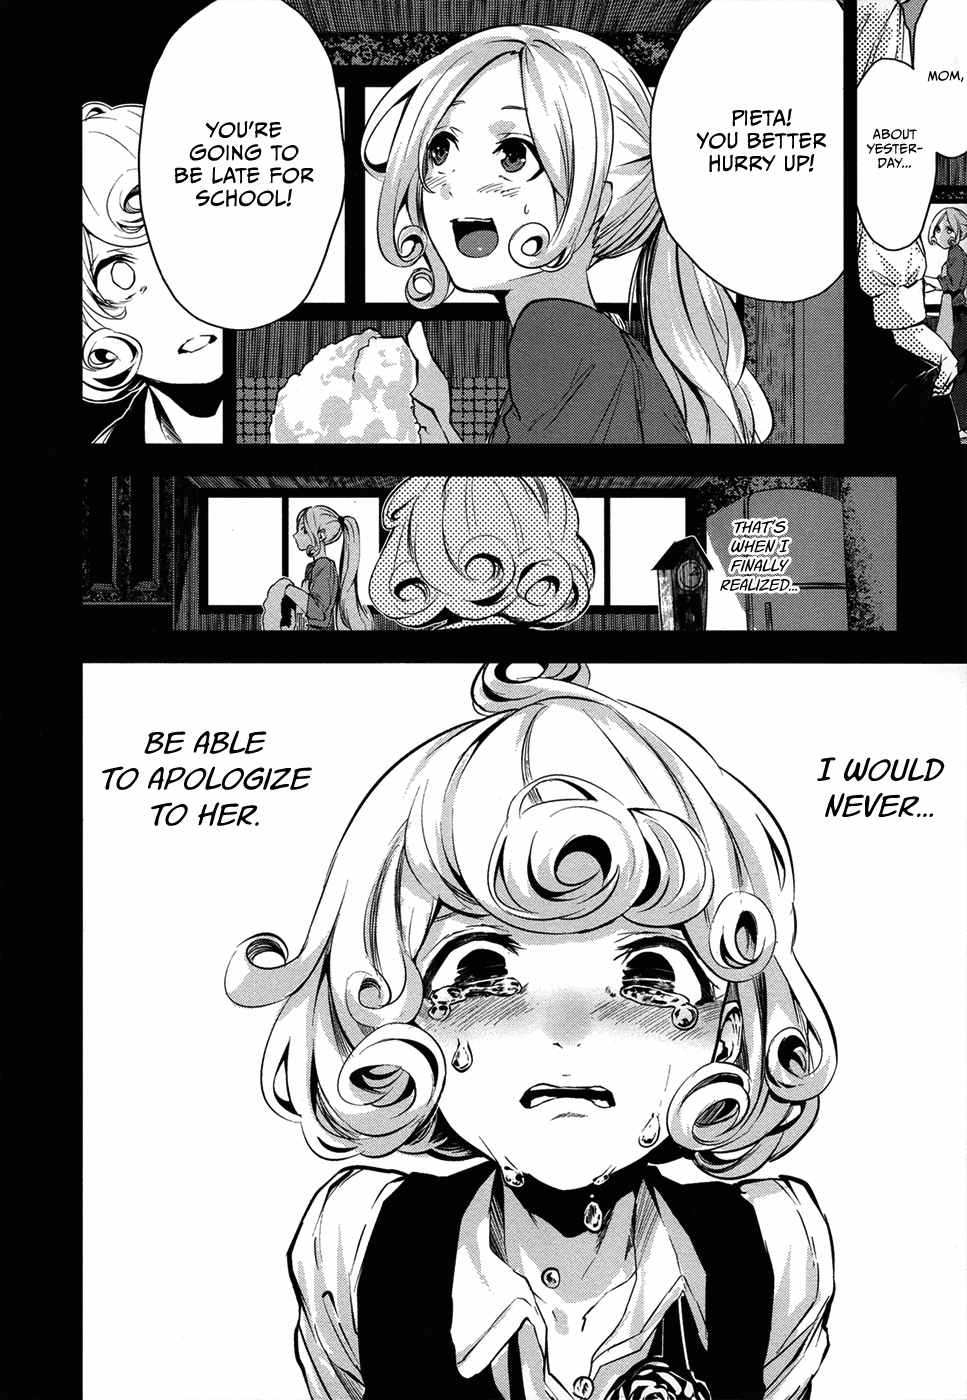 MOM,
ABOUT
YESTER-
DAY...
PIETA!
YOU BETTER
HURRY UP!
YOU'RE
GOING TO
BE LATE FOR
SCHOOL!
THAT'S
WHEN I
FINALLY
REALIZED...
I WOULD
NEVER...
BE ABLE
TO APOLOGIZE
TO HER.